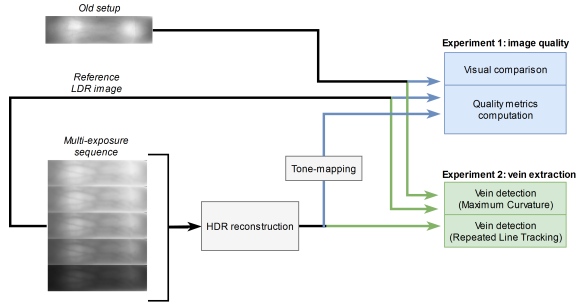 Old setup
Experiment 1: image quality
Visual comparison
Reference
LDR image
Quality metrics
computation
Multi-exposure
sequence
Tone-mapping
Experiment 2: vein extraction
Vein detection
(Maximum Curvature)
HDR reconstruction
Vein detection
(Repeated Line Tracking)